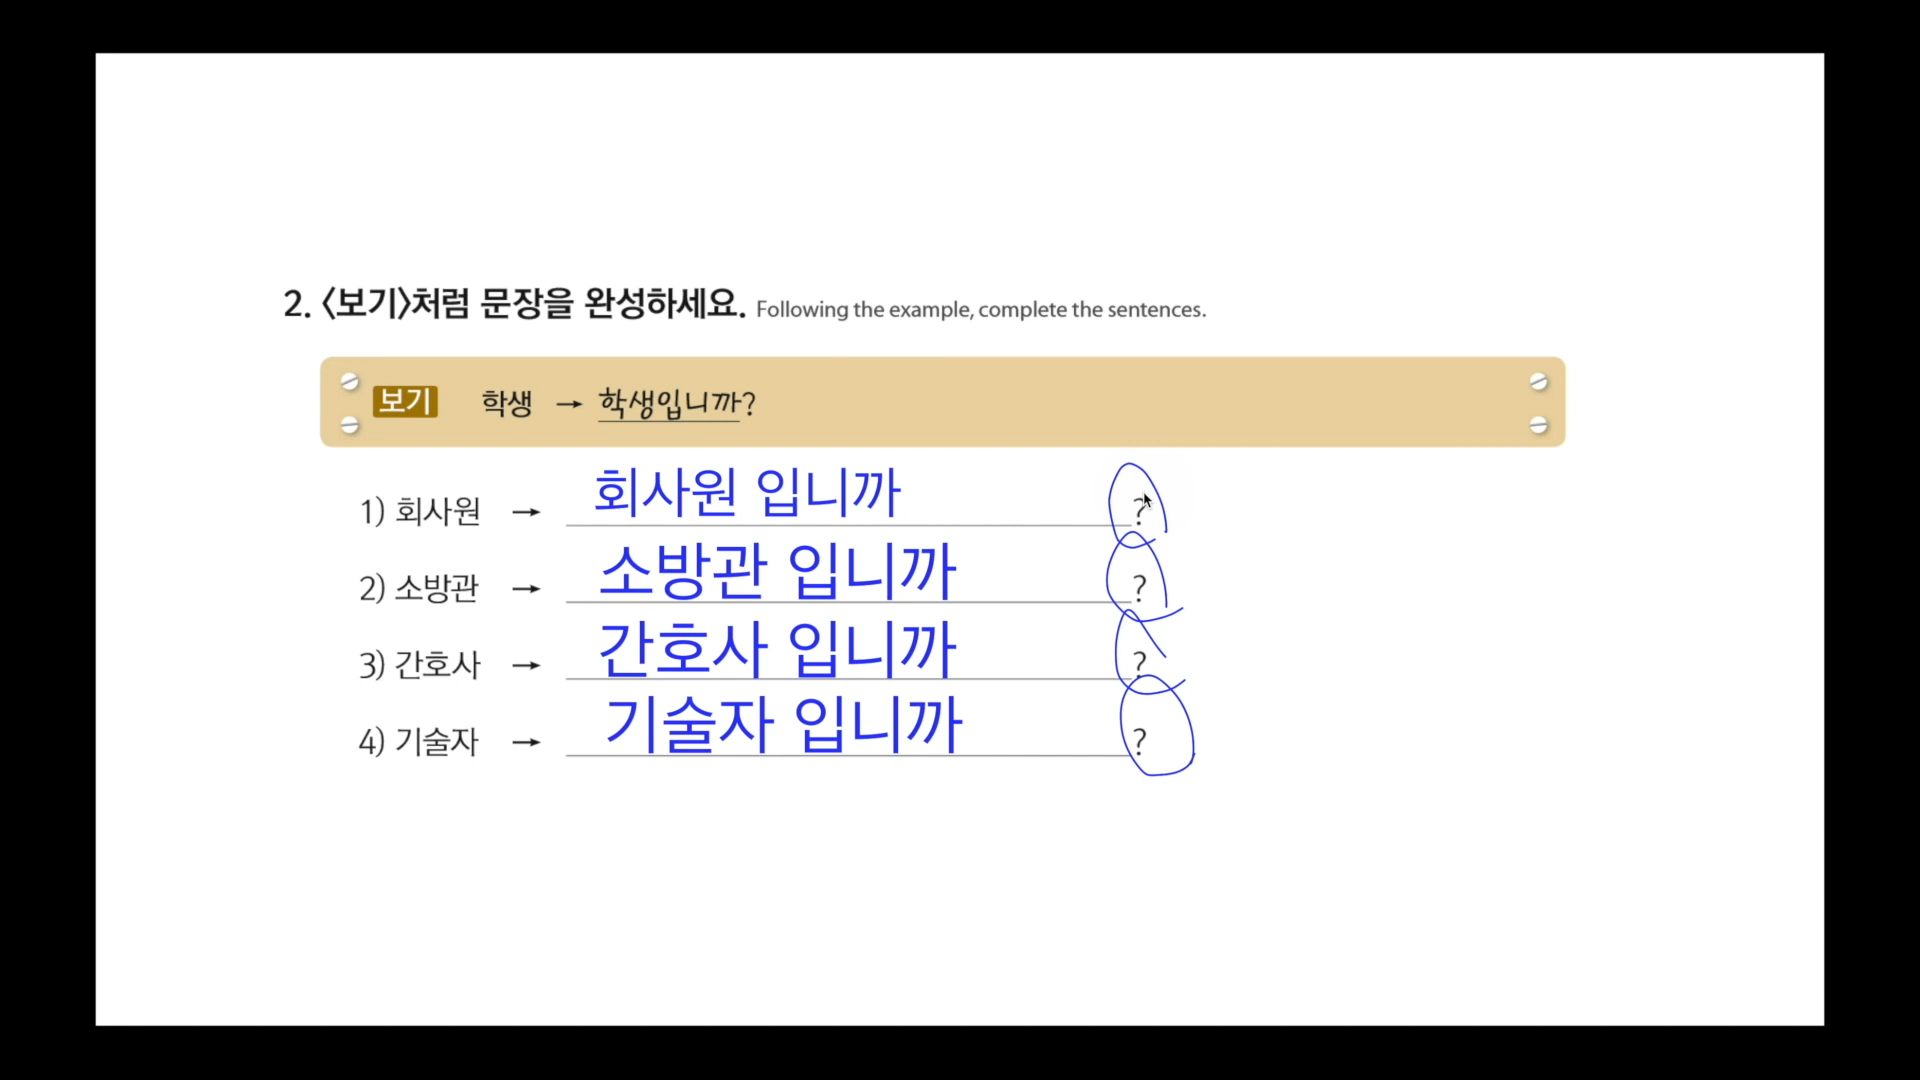 2. 〈보기〉처럼 문장을 완성하세요. Following the example, complete the sentences.
보기 학생 → 학생입니까?
1) 회사원 → 회사원 입니까 ?
2) 소방관 → 소방관 입니까 ?
3) 간호사 → 간호사 입니까 ?
4) 기술자 → 기술자 입니까 ?